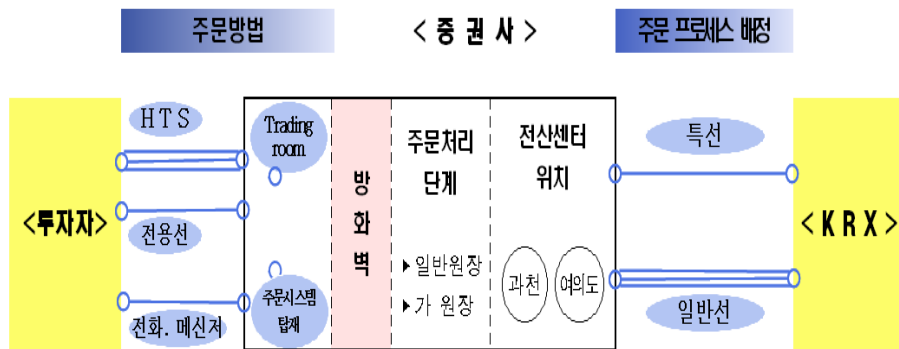 주문방법
< 증 권 사 >
주문 프로세스 배정
<투자자>
HTS
전용선
전화. 메신저
Trading
room
주문시스템
탑재
방
화
벽
주문처리
단계
▶일반원장
▶가 원장
전산센터
위치
과천
여의도
특선
일반선
<KRX>